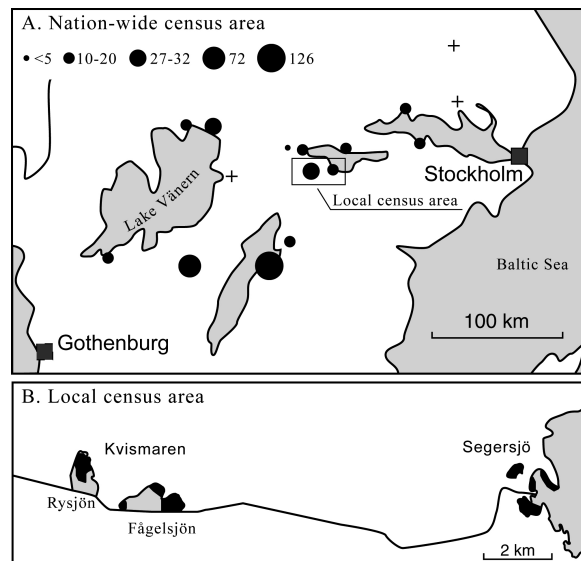 A. Nation-wide census area
<5 10-20 27-32 72 126
Lake Vänern
Stockholm
Local census area
Baltic Sea
100 km
Gothenburg
B. Local census area
Kvismaren
Segersjö
Rysjön
Fågelsjön
2 km